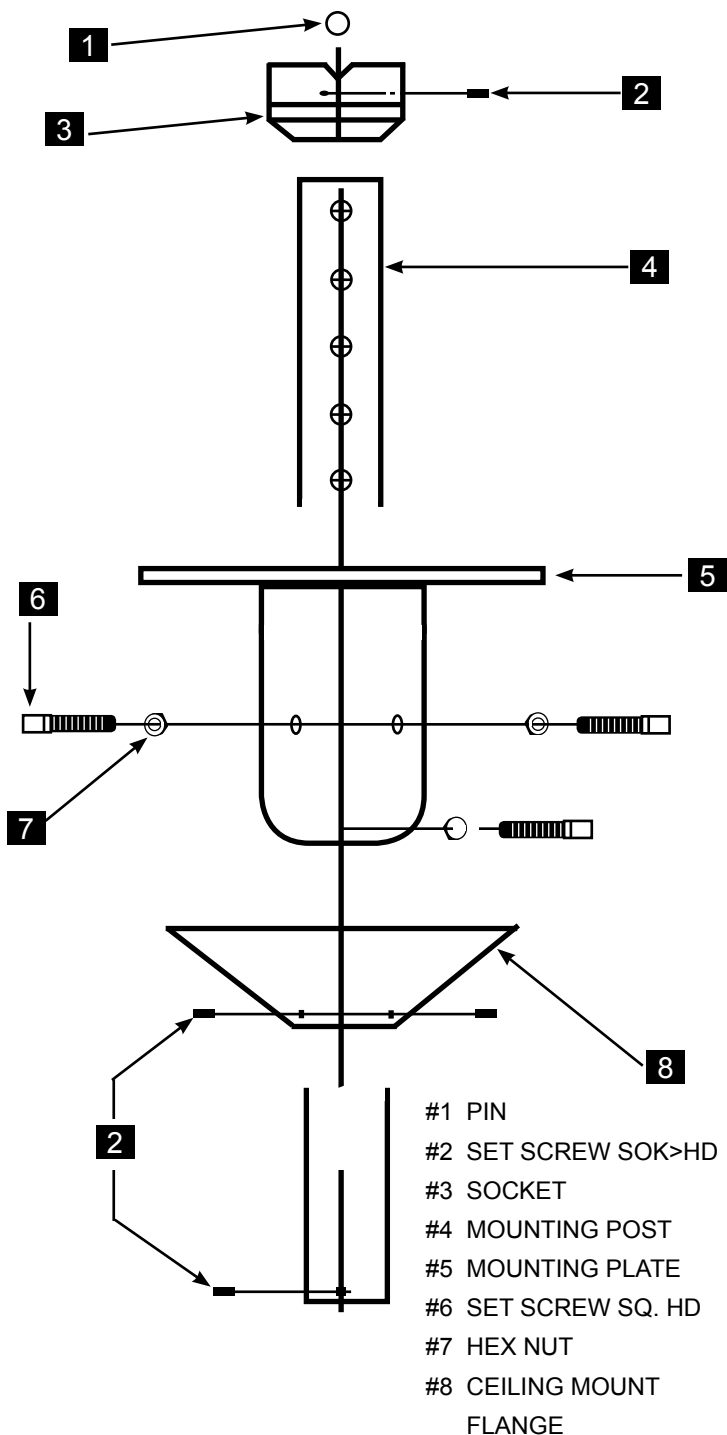 1
2
3
4
5
6
7
8
2
#1 PIN
#2 SET SCREW SOK>HD
#3 SOCKET
#4 MOUNTING POST
#5 MOUNTING PLATE
#6 SET SCREW SQ. HD
#7 HEX NUT
#8 CEILING MOUNT
FLANGE